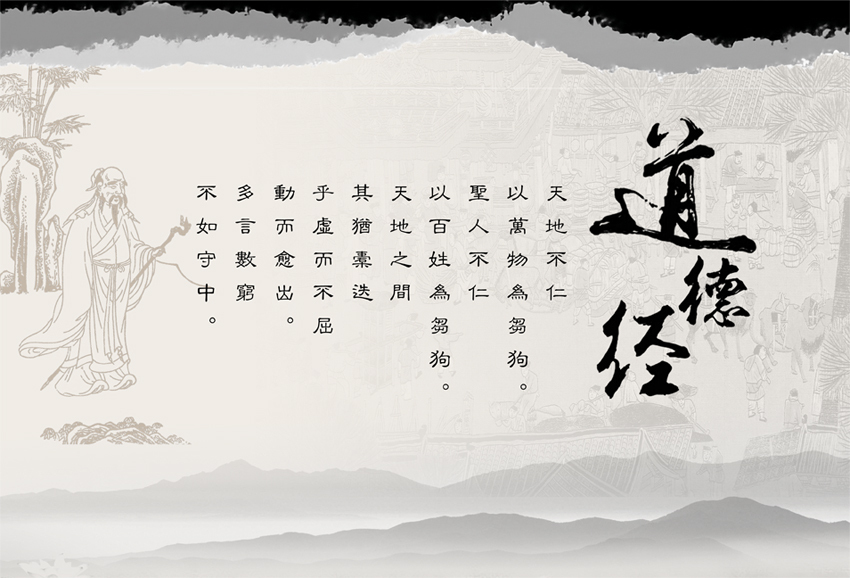 道德经
天地不仁
以萬物為芻狗。
聖人不仁
以百姓為芻狗。
天地之間
其猶橐迭
乎虛而不屈
動而愈出。
多言數窮
不如守中。